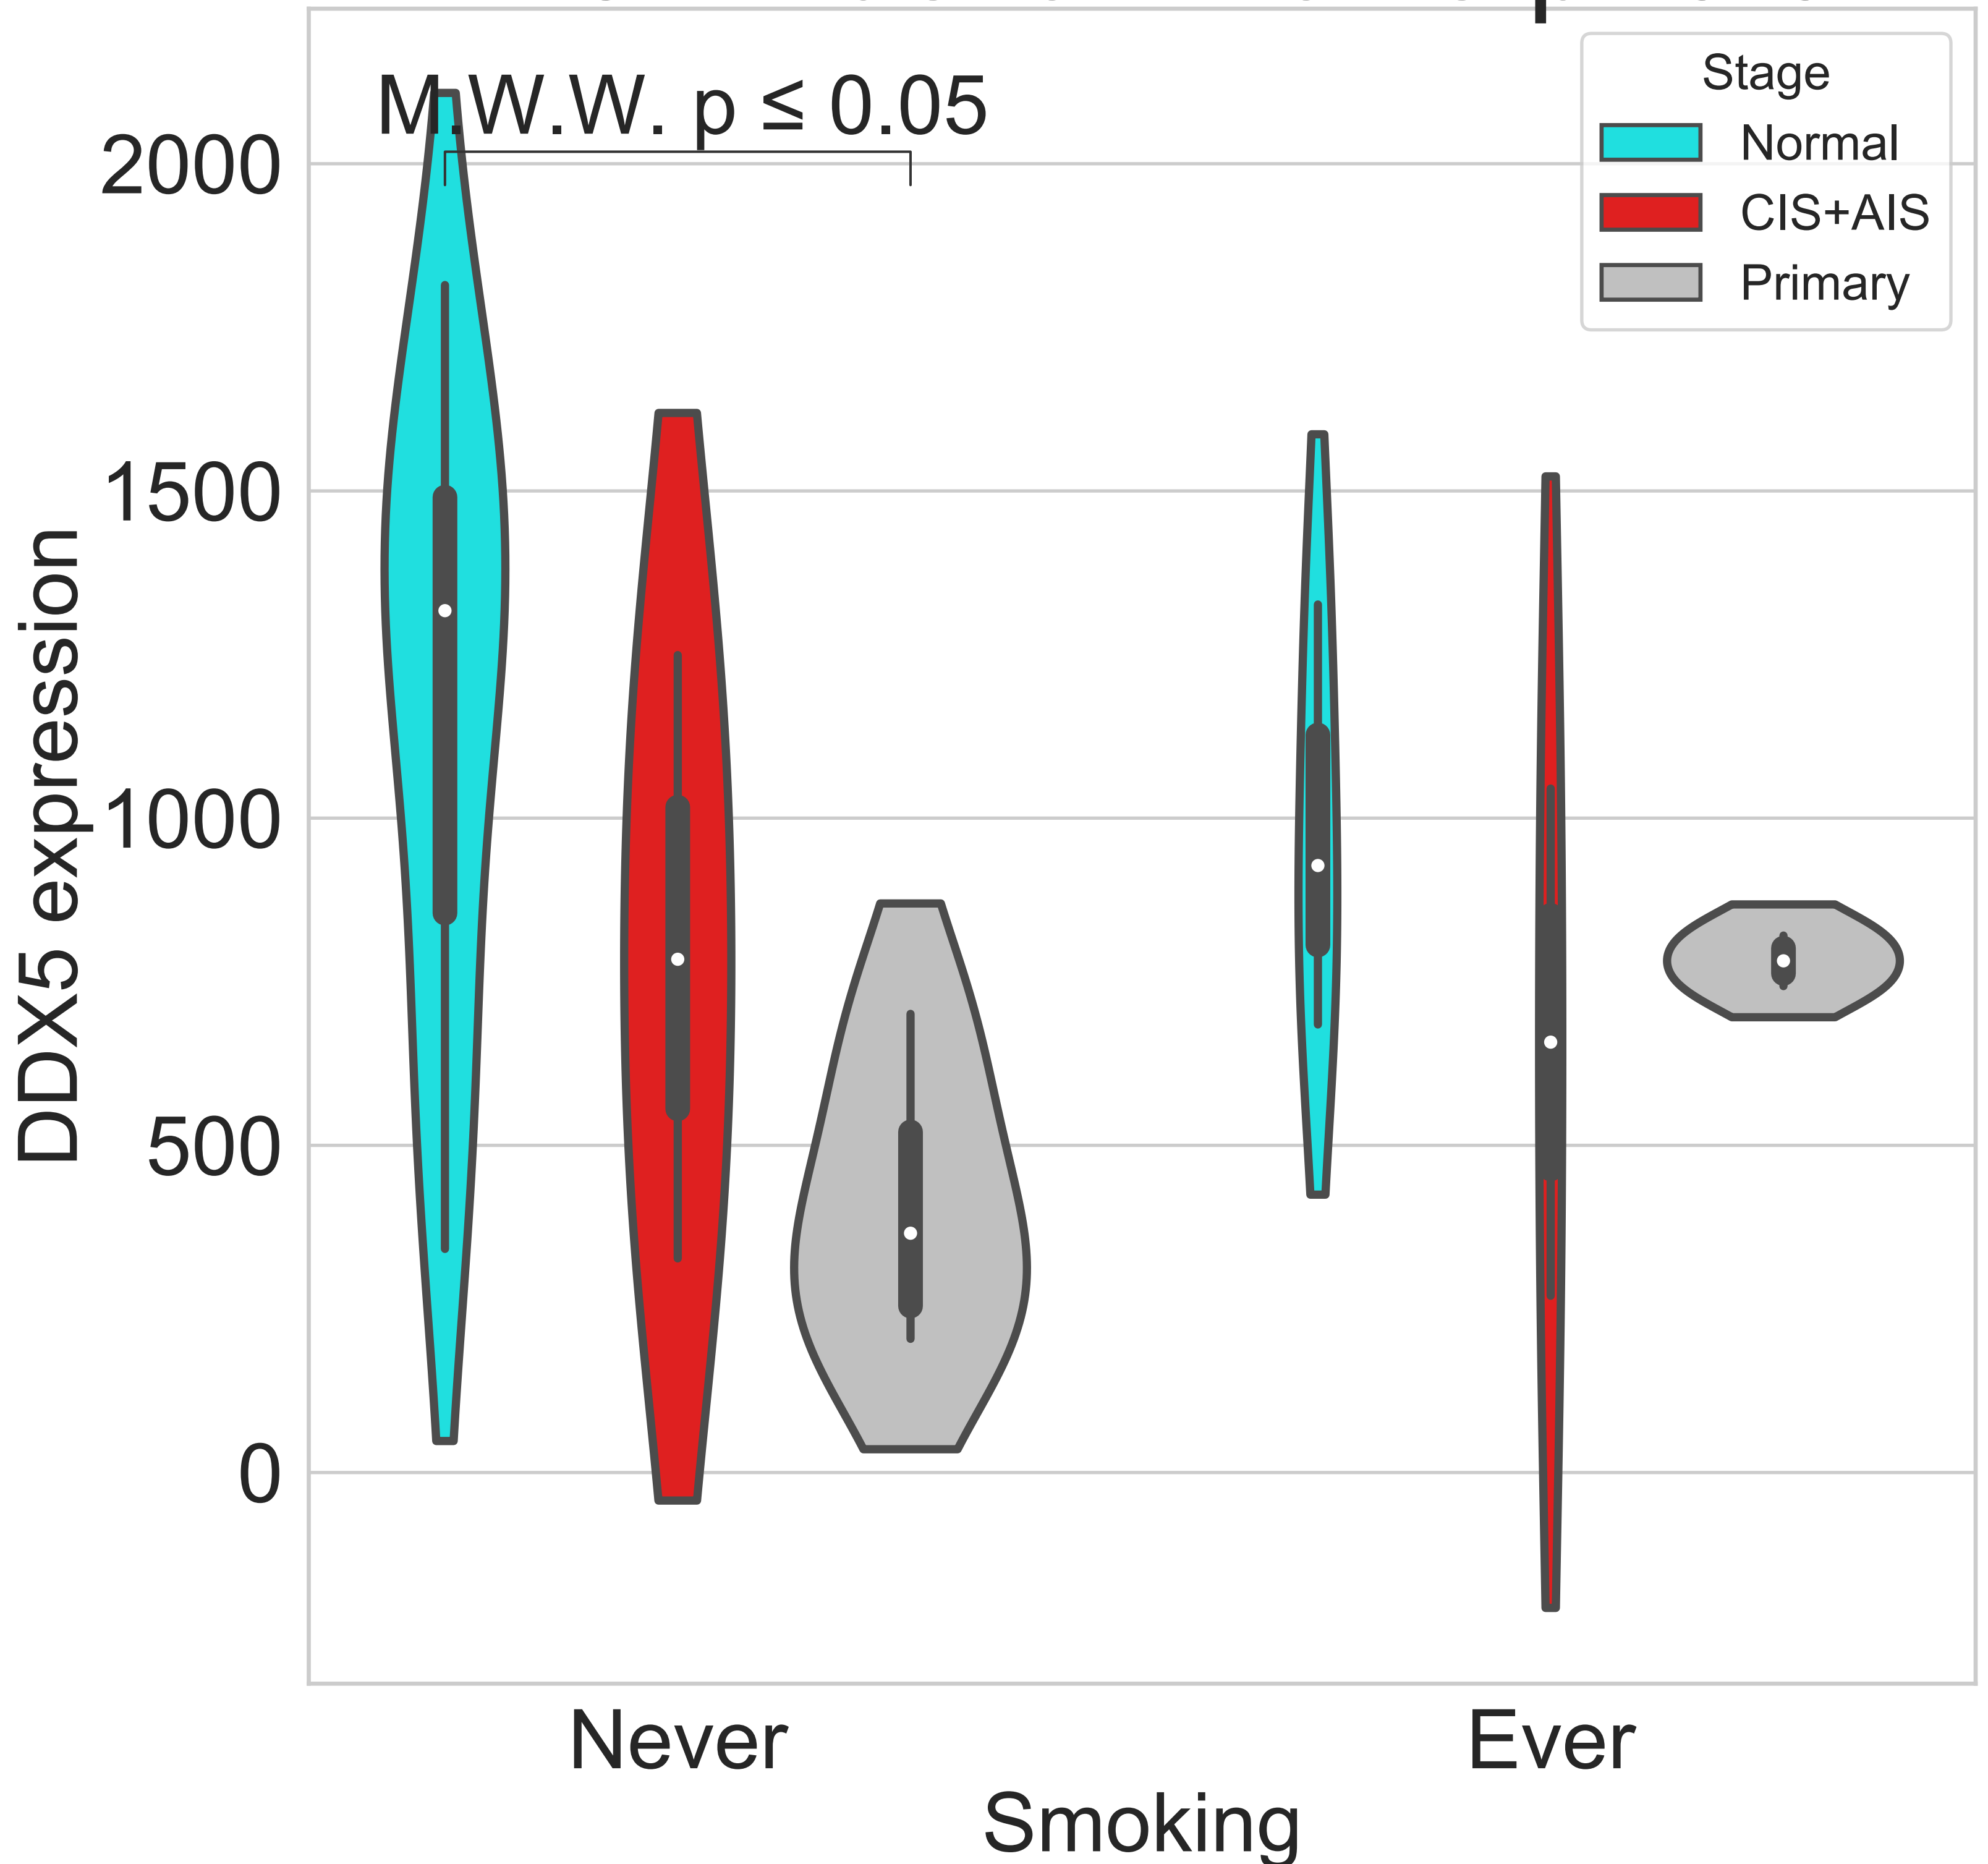 M.W.W. p ≤ 0.05
Stage
Normal
CIS+AIS
Primary
2000
1500
1000
500
0
DDX5 expression
Never
Ever
Smoking